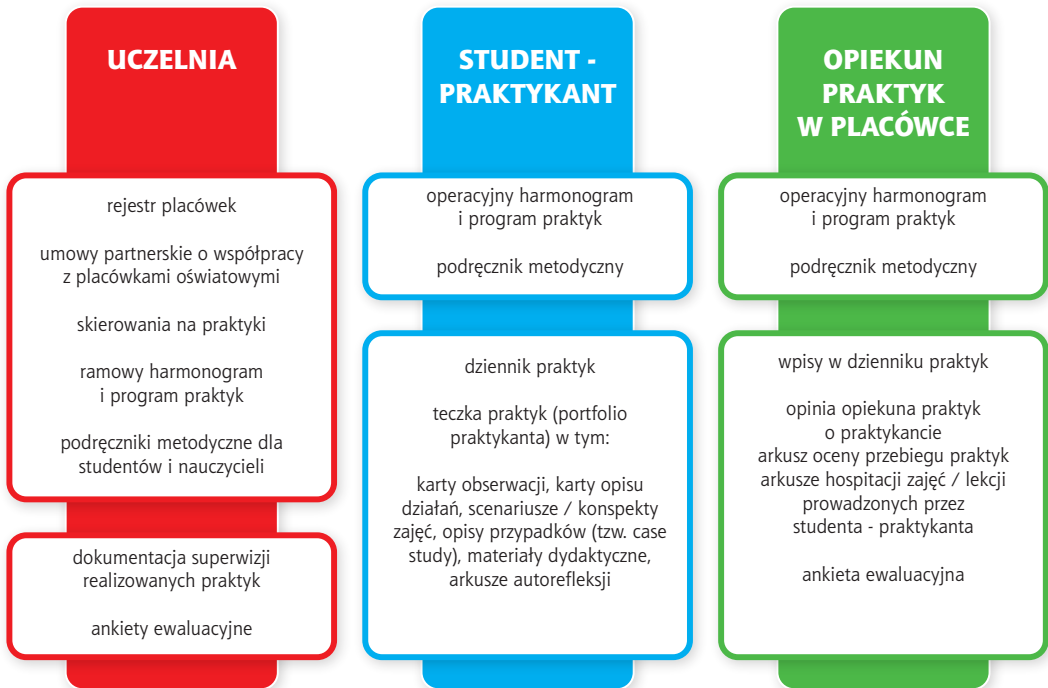 UCZELNIA
rejestr placówek
umowy partnerskie o współpracy
z placówkami oświatowymi
skierowania na praktyki
ramowy harmonogram
i program praktyk
podręczniki metodyczne dla
studentów i nauczycieli
dokumentacja superwizji
realizowanych praktyk
ankiety ewaluacyjne
STUDENT -
PRAKTYKANT
operacyjny harmonogram
i program praktyk
podręcznik metodyczny
dziennik praktyk
teczka praktyk (portfolio
praktykanta) w tym:
karty obserwacji, karty opisu
działań, scenariusze / konspekty
zajęć, opisy przypadków (tzw. case
study), materiały dydaktyczne,
arkusze autorefleksji
OPIEKUN
PRAKTYK
W PLACÓWCE
operacyjny harmonogram
i program praktyk
podręcznik metodyczny
wpisy w dzienniku praktyk
opinia opiekuna praktyk
o praktykancie
arkusz oceny przebiegu praktyk
arkusze hospitacji zajęć / lekcji
prowadzonych przez
studenta - praktykanta
ankieta ewaluacyjna